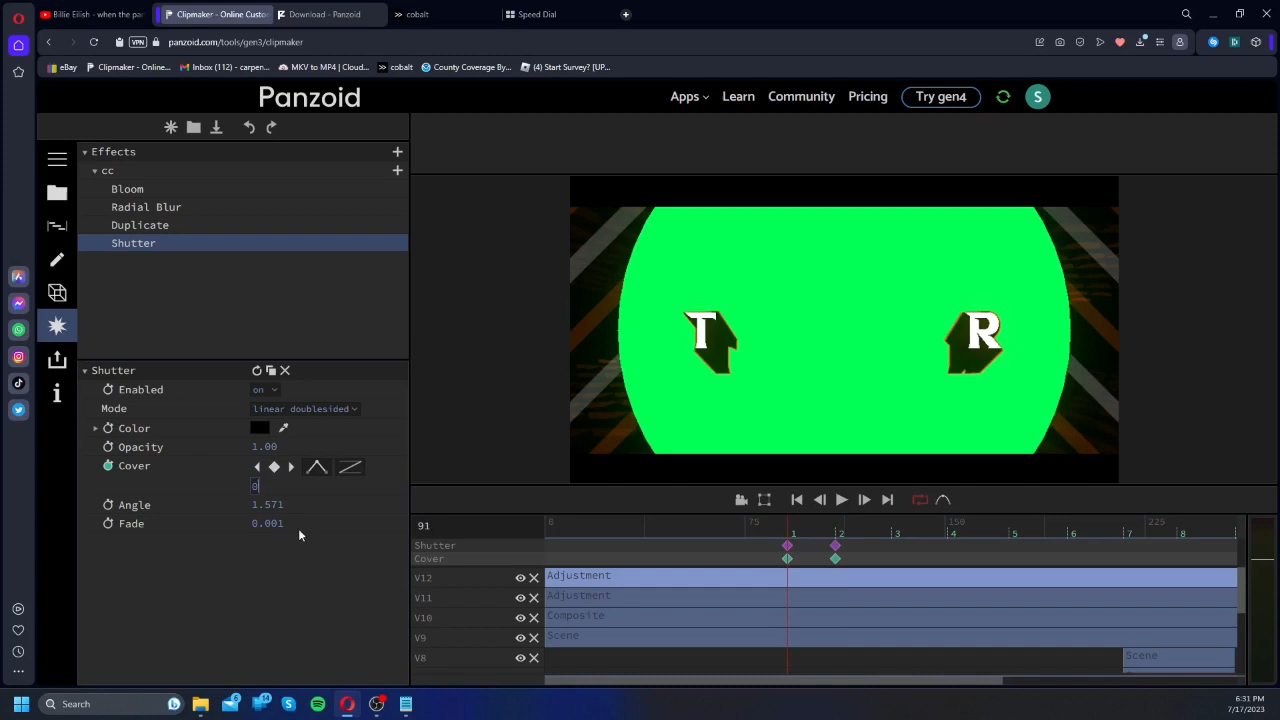 Billie Eilish - when the pa
Clipmaker - Online Custo
Download - Panzoid
cobalt
Speed Dial
VPN
panzoid.com/tools/gen3/clipmaker
eBay
Clipmaker - Online...
Inbox (112) - carpen...
MKV to MP4 | Cloud...
cobalt
County Coverage By...
(4) Start Survey? [UP...
Panzoid
Apps
Learn
Community
Pricing
Try gen4
S
Effects
cc
Bloom
Radial Blur
Duplicate
Shutter
T
R
Shutter
Enabled on
Mode linear doublesided
Color
Opacity 1.00
Cover
0
Angle 1.571
Fade 0.001
91
0 75 150 225
1 2 3 4 5 6 7 8
Shutter
Cover
V12 Adjustment
V11 Adjustment
V10 Composite
V9 Scene
V8 Scene
Search
6
14
6:31 PM
7/17/2023